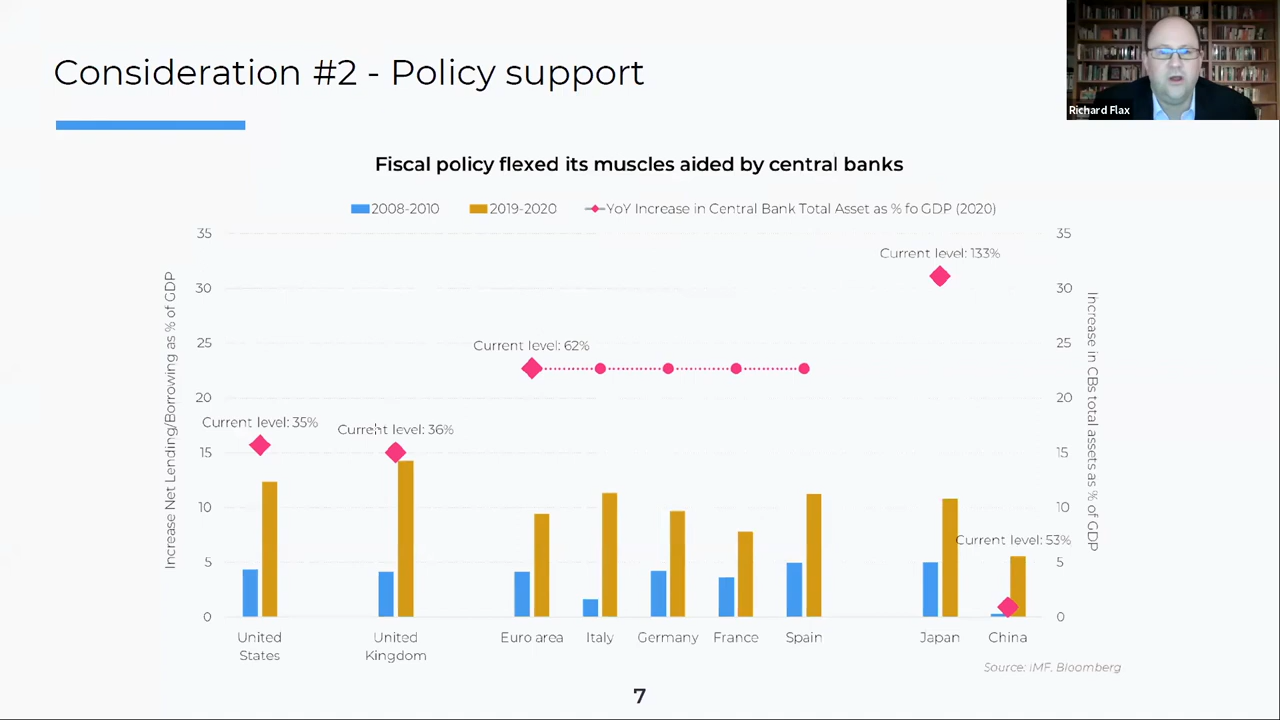 Consideration #2 - Policy support
Richard Flax
Fiscal policy flexed its muscles aided by central banks
2008-2010
2019-2020
YoY Increase in Central Bank Total Asset as % fo GDP (2020)
Increase Net Lending/Borrowing as % of GDP
35
30
25
20
15
10
5
0
Current level: 35%
Current level: 36%
Current level: 62%
Current level: 133%
Current level: 53%
35
30
25
20
15
10
5
0
Increase in CBs total assets as % of GDP
United
States
United
Kingdom
Euro area
Italy
Germany
France
Spain
Japan
China
Source: IMF, Bloomberg
7